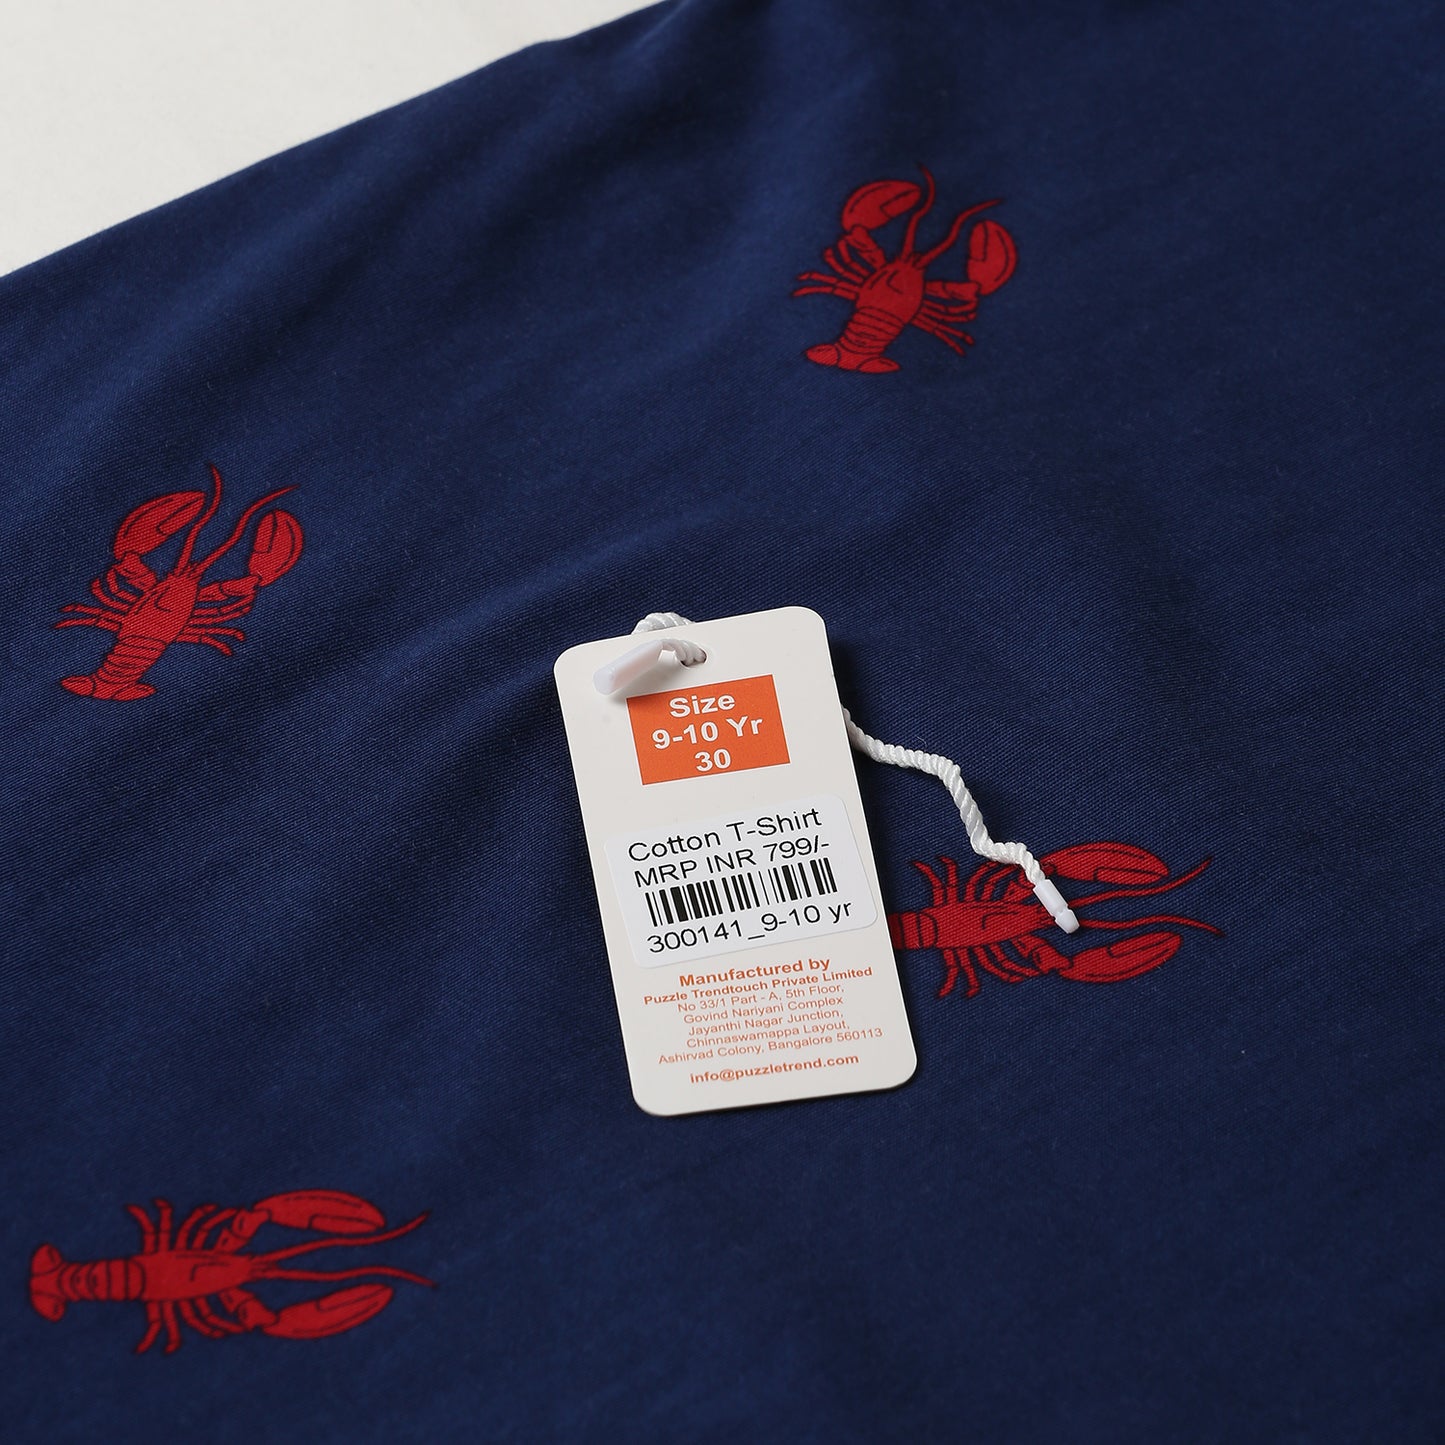 Size
9-10 Yr
30
Cotton T-Shirt
MRP INR 799/-
300141_9-10 yr
Manufactured by
Puzzle Trendtouch Private Limited
No 33/1 Part - A, 5th Floor,
Govind Nariyani Complex
Jayanthi Nagar Junction,
Chinnaswamappa Layout,
Ashirvad Colony, Bangalore 560113
info@puzzletrend.com